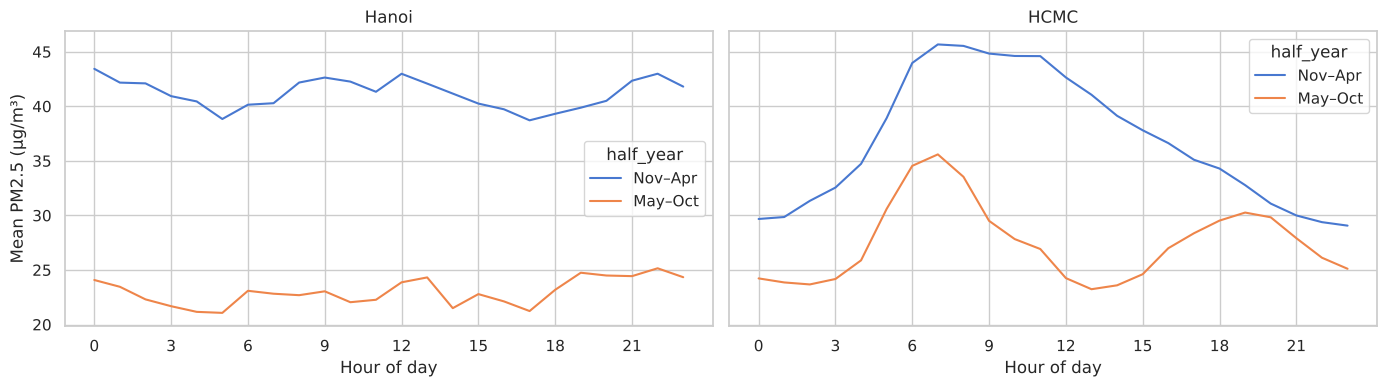 Hanoi
HCMC
Mean PM2.5 (µg/m³)
45
40
35
30
25
20
half_year
Nov–Apr
May–Oct
half_year
Nov–Apr
May–Oct
0 3 6 9 12 15 18 21
0 3 6 9 12 15 18 21
Hour of day
Hour of day